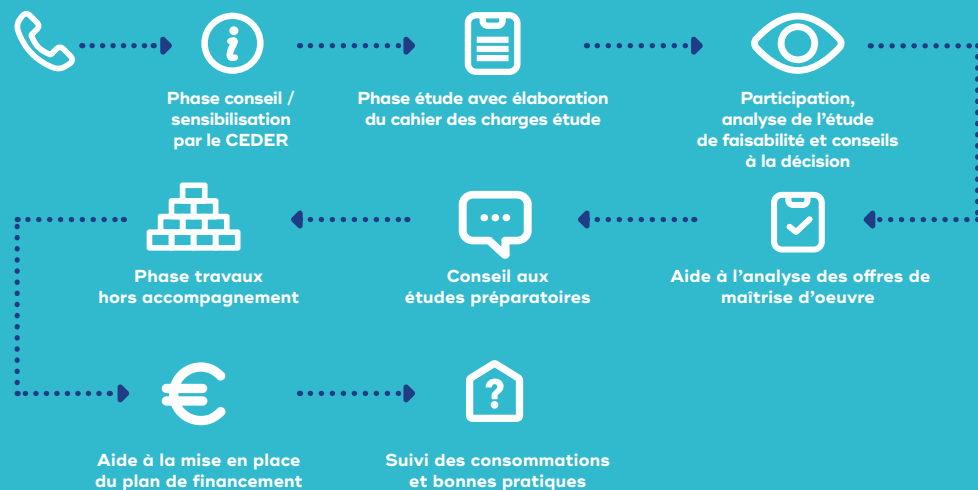 Phase conseil /
sensibilisation
par le CEDER
Phase étude avec élaboration
du cahier des charges étude
Participation,
analyse de l'étude
de faisabilité et conseils
à la décision
Aide à l'analyse des offres de
maîtrise d'oeuvre
Conseil aux
études préparatoires
Phase travaux
hors accompagnement
Aide à la mise en place
du plan de financement
Suivi des consommations
et bonnes pratiques